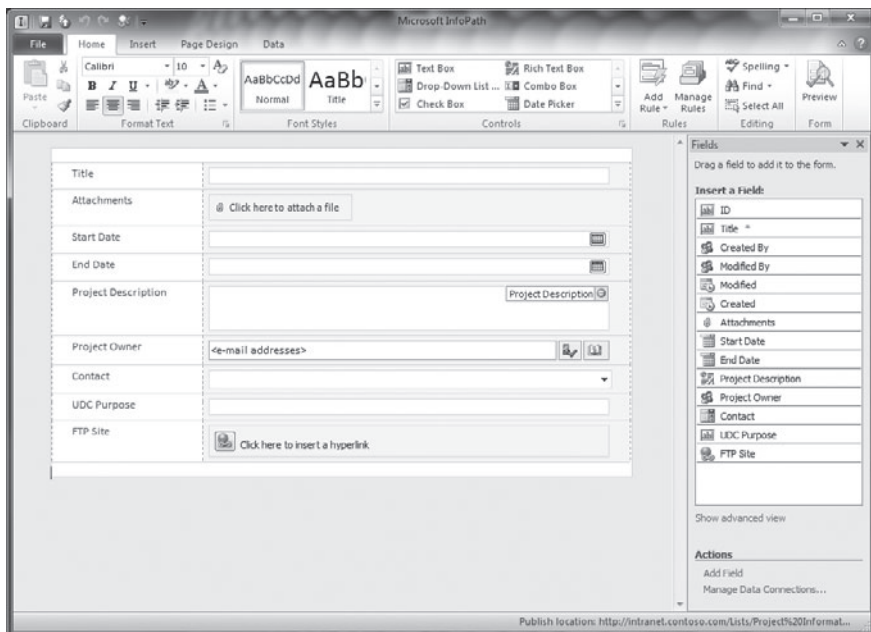 Microsoft InfoPath
File Home Insert Page Design Data
Paste
Clipboard
Calibri 10
B I U
Format Text
AaBbCcDd AaBb
Normal Title
Font Styles
Text Box Rich Text Box
Drop-Down List ... Combo Box
Check Box Date Picker
Controls
Add Rule Manage Rules
Rules
Spelling
Find
Select All
Editing
Preview
Form
Title
Attachments Click here to attach a file
Start Date
End Date
Project Description Project Description
Project Owner <e-mail addresses>
Contact
UDC Purpose
FTP Site Click here to insert a hyperlink
Fields
Drag a field to add it to the form.
Insert a Field:
ID
Title *
Created By
Modified By
Modified
Created
Attachments
Start Date
End Date
Project Description
Project Owner
Contact
UDC Purpose
FTP Site
Show advanced view
Actions
Add Field
Manage Data Connections...
Publish location: http://intranet.contoso.com/Lists/Project%20Informat...